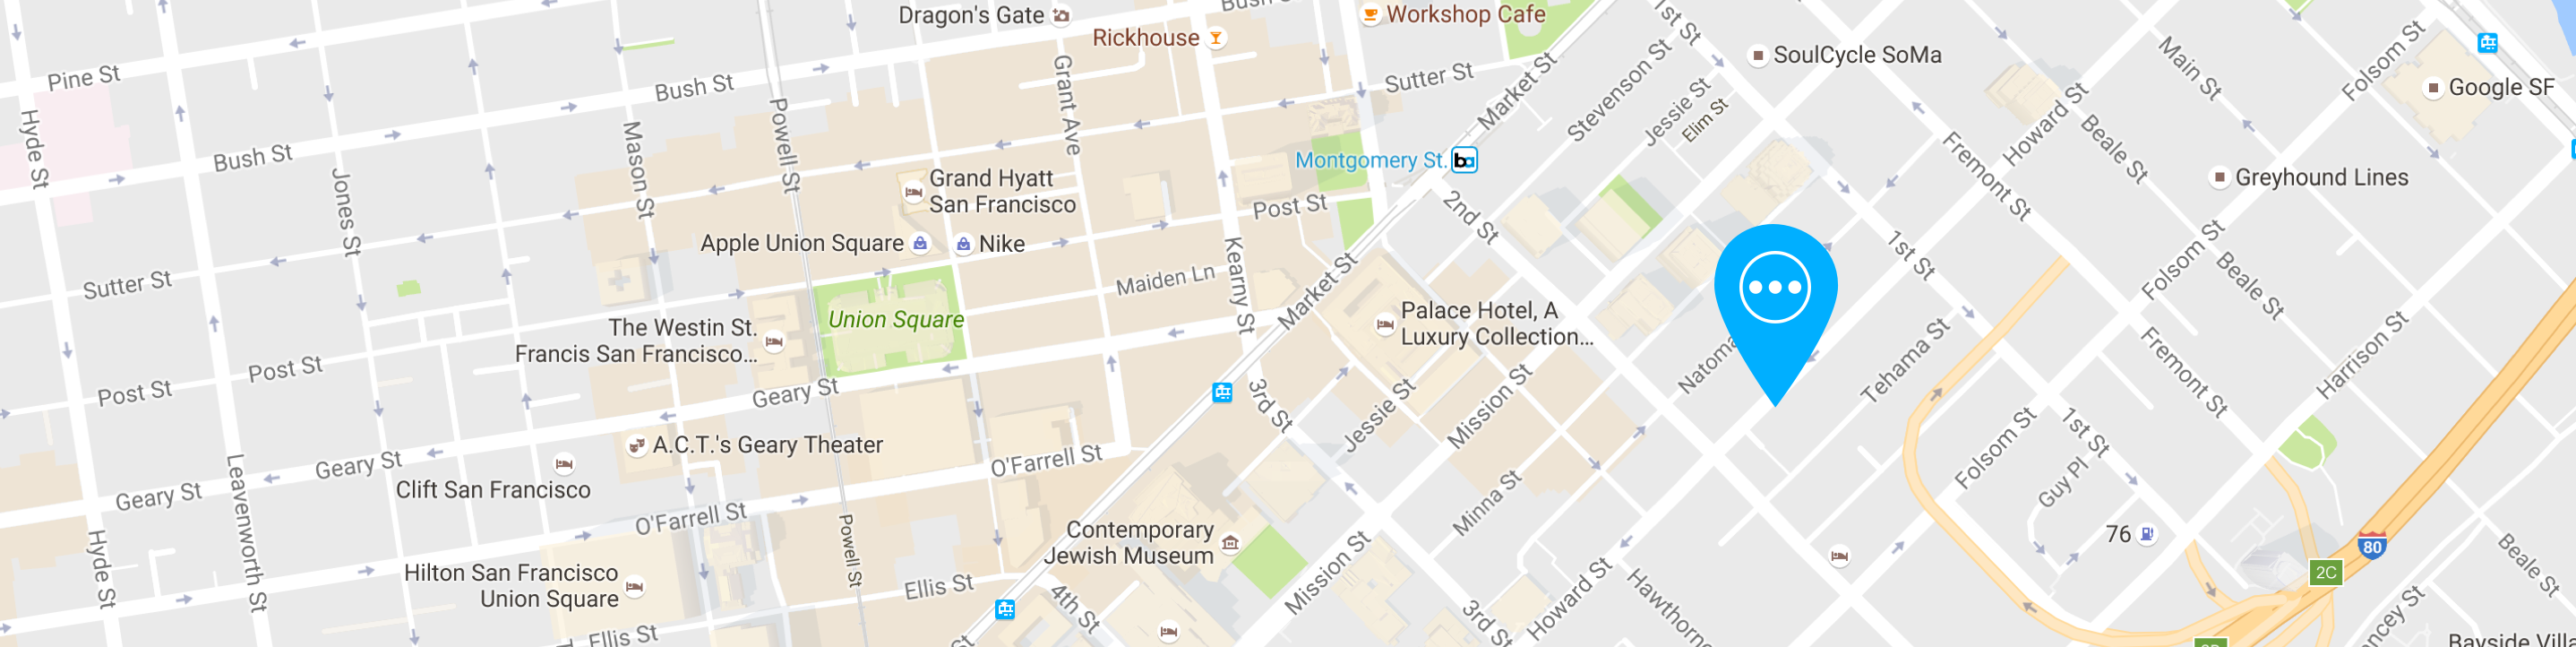 Dragon's Gate
Bush St
Workshop Cafe
1st St
Rickhouse
Stevenson St
SoulCycle SoMa
Main St
Folsom St
Google SF
Pine St
Bush St
Grant Ave
Sutter St
Market St
Jessie St
Elim St
Howard St
Beale St
Hyde St
Bush St
Mason St
Powell St
Montgomery St.
Fremont St
Greyhound Lines
Jones St
Grand Hyatt
San Francisco
Post St
2nd St
Apple Union Square
Nike
1st St
Folsom St
Beale St
Sutter St
Maiden Ln
Kearny St
Market St
The Westin St.
Francis San Francisco...
Union Square
Palace Hotel, A
Luxury Collection...
Natoma
Tehama St
Fremont St
Harrison St
Post St
Post St
Geary St
3rd St
Jessie St
Mission St
A.C.T.'s Geary Theater
Folsom St
1st St
Guy Pl
Geary St
Geary St
Leavenworth St
Clift San Francisco
O'Farrell St
O'Farrell St
Minna St
Hyde St
Powell St
Contemporary
Jewish Museum
76
80
2C
Beale St
Hilton San Francisco
Union Square
Ellis St
Ellis St
4th St
Mission St
3rd St
Howard St
Hawthorne
Bayside Villa